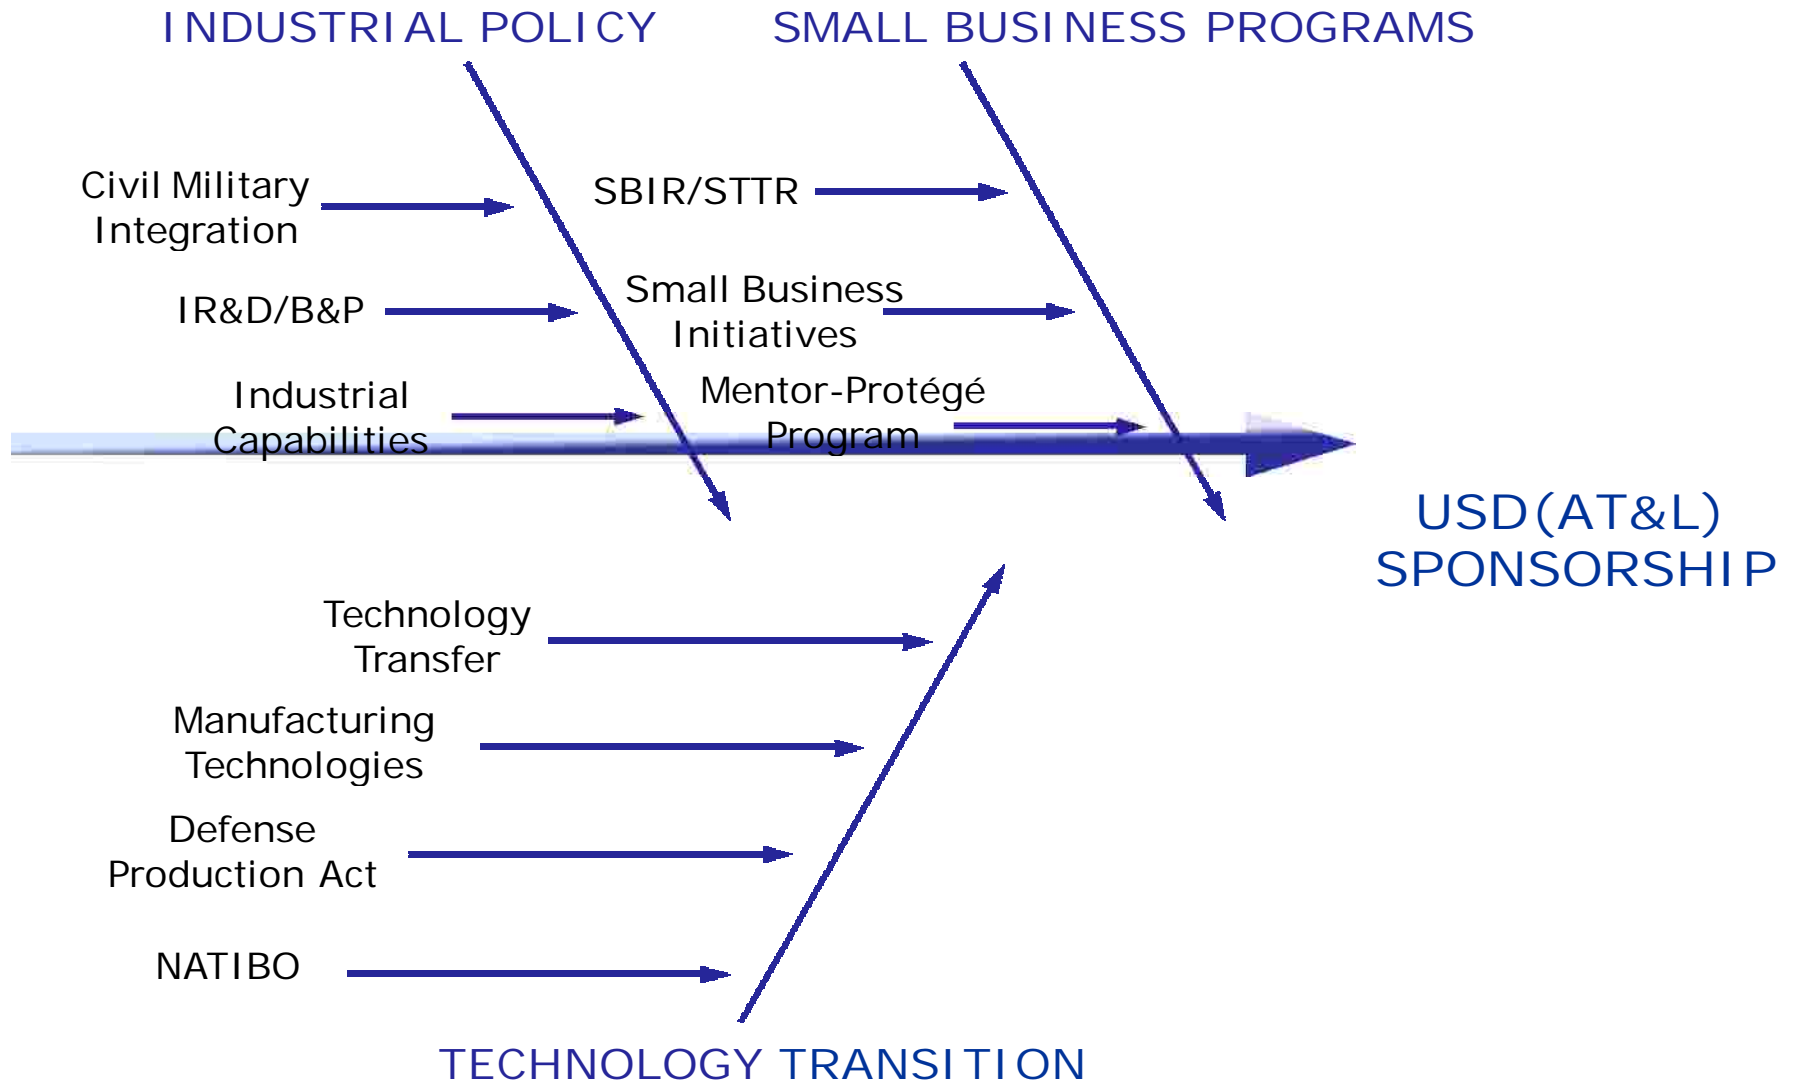 INDUSTRIAL POLICY
SMALL BUSINESS PROGRAMS
Civil Military
Integration
IR&D/B&P
Industrial
Capabilities
SBIR/STTR
Small Business
Initiatives
Mentor-Protégé
Program
USD(AT&L)
SPONSORSHIP
Technology
Transfer
Manufacturing
Technologies
Defense
Production Act
NATIBO
TECHNOLOGY TRANSITION